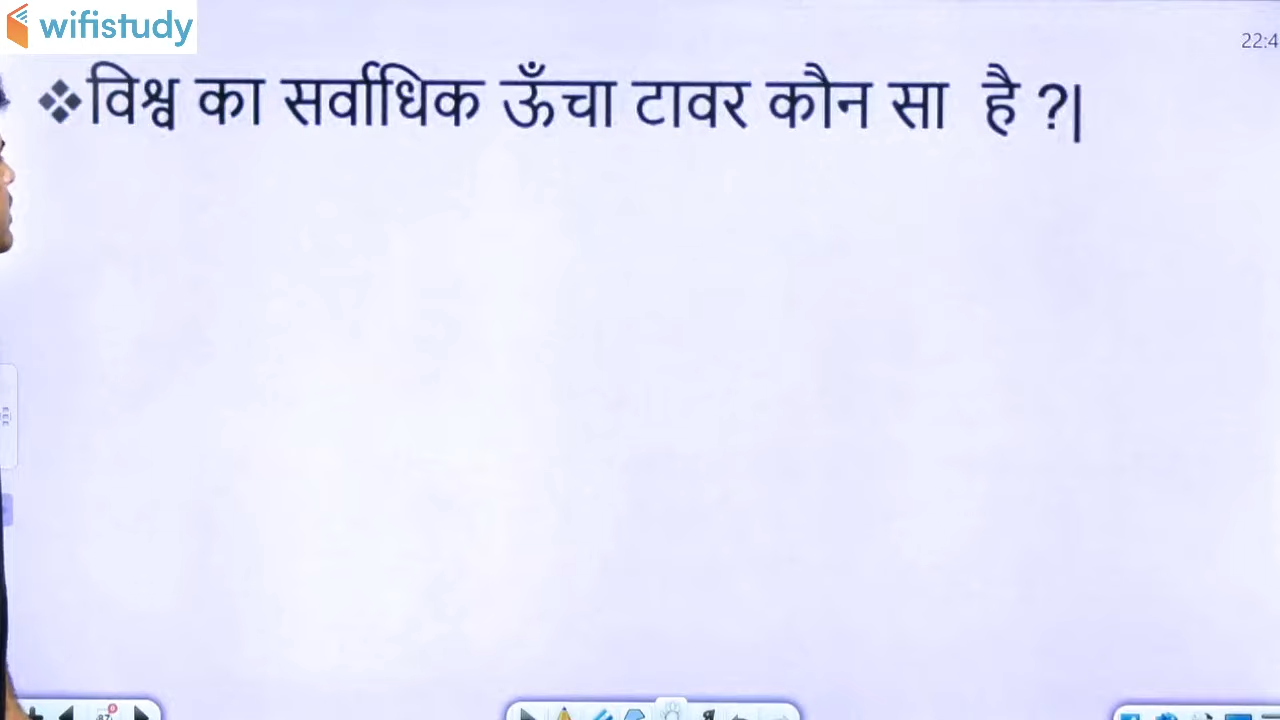 wifistudy
22:4
❖विश्व का सर्वाधिक ऊँचा टावर कौन सा है ?|